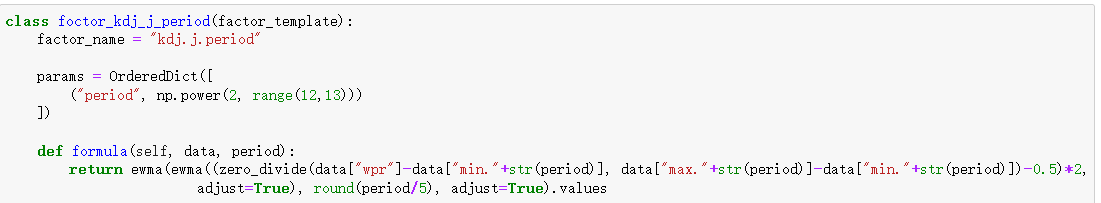 class foctor_kdj_j_period(factor_template):
    factor_name = "kdj.j.period"
    params = OrderedDict([
        ("period", np.power(2, range(12,13)))
    ])
    def formula(self, data, period):
        return ewma(ewma((zero_divide(data["wpr"]-data["min."+str(period)], data["max."+str(period)]-data["min."+str(period)])-0.5)*2,
                    adjust=True), round(period/5), adjust=True).values